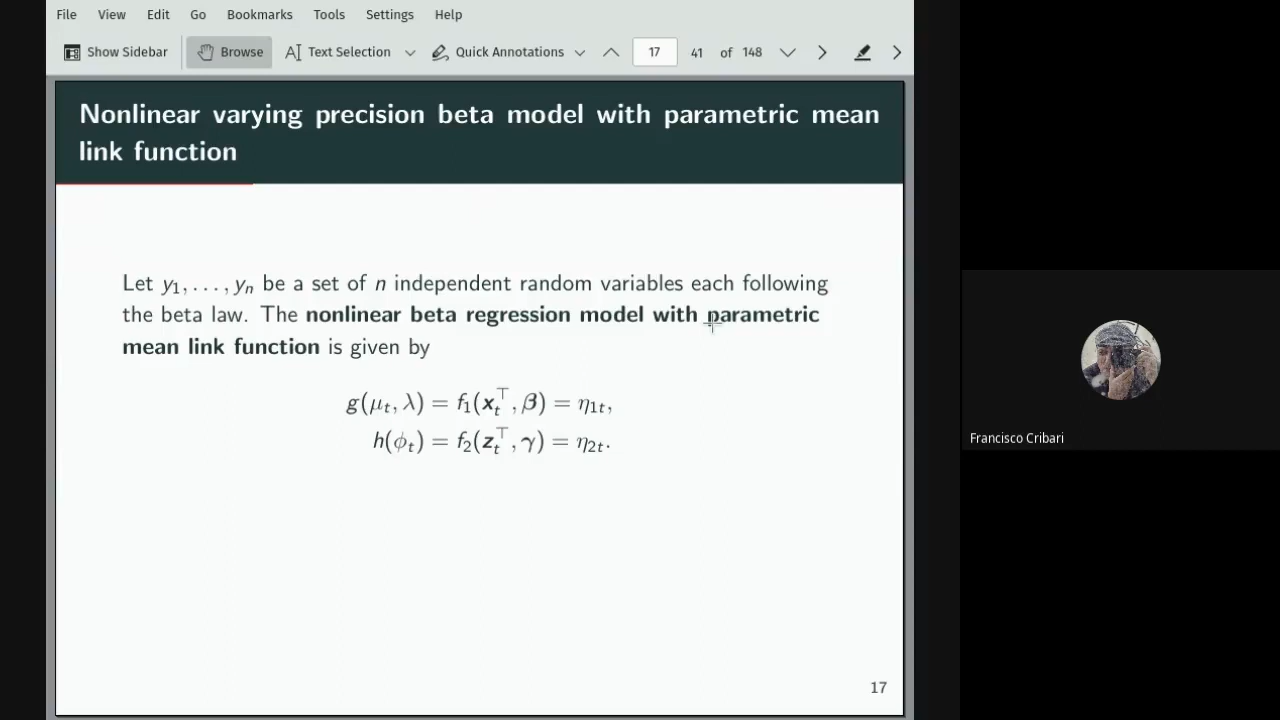 File View Edit Go Bookmarks Tools Settings Help
Show Sidebar Browse Text Selection Quick Annotations 17 41 of 148
Nonlinear varying precision beta model with parametric mean
link function
Let y₁, . . . , yₙ be a set of n independent random variables each following
the beta law. The nonlinear beta regression model with parametric
mean link function is given by
g(μₜ, λ) = f₁(xₜ⊤, β) = η₁ₜ,
h(ϕₜ) = f₂(zₜ⊤, γ) = η₂ₜ.
17
Francisco Cribari